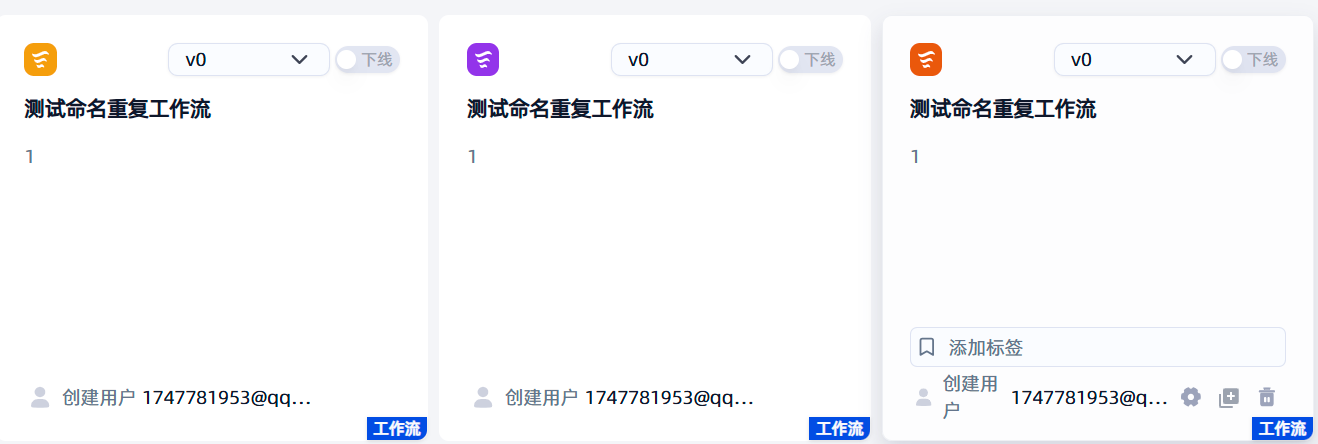 v0 下线
测试命名重复工作流
1
创建用户 1747781953@qq...
工作流
v0 下线
测试命名重复工作流
1
创建用户 1747781953@qq...
工作流
v0 下线
测试命名重复工作流
1
添加标签
创建用
户 1747781953@q...
工作流